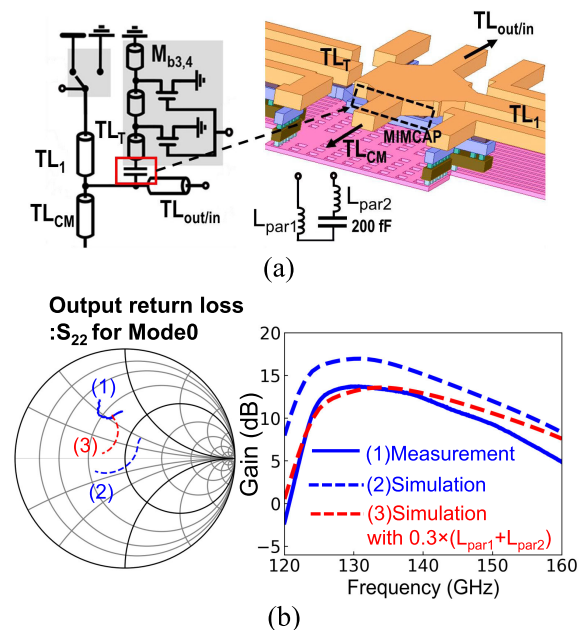 M_b3,4
TL_T
TL_1
TL_CM
TL_out/in
TL_out/in
TL_T
TL_1
MIMCAP
TL_CM
L_par1
L_par2
200 fF
(a)
Output return loss
:S_22 for Mode0
(1)
(3)
(2)
Gain (dB)
20
15
10
5
0
−5
(1)Measurement
(2)Simulation
(3)Simulation
with 0.3×(L_par1+L_par2)
120 130 140 150 160
Frequency (GHz)
(b)